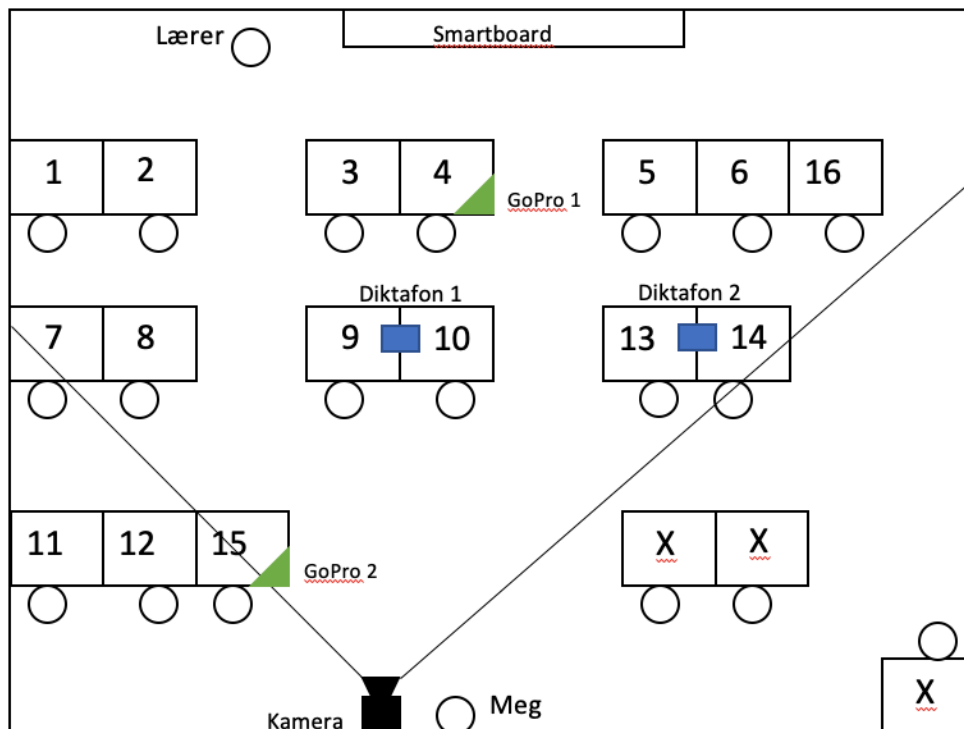 Lærer
Smartboard
1 2 3 4 5 6 16
GoPro 1
Diktafon 1 Diktafon 2
7 8 9 10 13 14
11 12 15 X X
GoPro 2
X
Kamera Meg